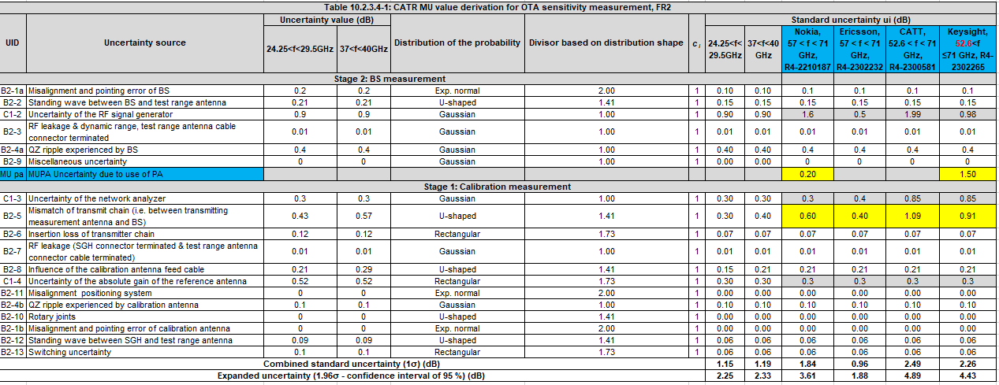 Table 10.2.3.4-1: CATR MU value derivation for OTA sensitivity measurement, FR2
UID Uncertainty source Uncertainty value (dB) Distribution of the probability Divisor based on distribution shape c i Standard uncertainty ui (dB)
24.25<f<29.5GHz 37<f<40GHz 24.25<f< 29.5GHz 37<f<40 GHz Nokia, 57 < f < 71 GHz, R4-2210187 Ericsson, 57 < f < 71 GHz, R4-2302232 CATT, 52.6 < f < 71 GHz, R4-2300581 Keysight, 52.6<f ≤71 GHz, R4-2302265
Stage 2: BS measurement
B2-1a Misalignment and pointing error of BS 0.2 0.2 Exp. normal 2.00 1 0.10 0.10 0.1 0.1 0.1 0.1
B2-2 Standing wave between BS and test range antenna 0.21 0.21 U-shaped 1.41 1 0.15 0.15 0.15 0.15 0.15 0.15
C1-2 Uncertainty of the RF signal generator 0.9 0.9 Gaussian 1.00 1 0.90 0.90 1.6 0.5 1.99 0.98
B2-3 RF leakage & dynamic range, test range antenna cable connector terminated 0.01 0.01 Gaussian 1.00 1 0.01 0.01 0.01 0.01 0.01 0.01
B2-4a QZ ripple experienced by BS 0.4 0.4 Gaussian 1.00 1 0.40 0.40 0.4 0.4 0.4 0.4
B2-9 Miscellaneous uncertainty 0 0 Gaussian 1.00 1 0.00 0.00 0 0 0 0
MU pa MUPA Uncertainty due to use of PA 0.20 1.50
Stage 1: Calibration measurement
C1-3 Uncertainty of the network analyzer 0.3 0.3 Gaussian 1.00 1 0.30 0.30 0.3 0.4 0.85 0.85
B2-5 Mismatch of transmit chain (i.e. between transmitting measurement antenna and BS) 0.43 0.57 U-shaped 1.41 1 0.30 0.40 0.60 0.40 1.09 0.91
B2-6 Insertion loss of transmitter chain 0.12 0.12 Rectangular 1.73 1 0.07 0.07 0.07 0.07 0.07 0.07
B2-7 RF leakage (SGH connector terminated & test range antenna connector cable terminated) 0.01 0.01 Gaussian 1.00 1 0.01 0.01 0.01 0.01 0.01 0.01
B2-8 Influence of the calibration antenna feed cable 0.21 0.29 U-shaped 1.41 1 0.15 0.21 0.21 0.21 0.21 0.21
C1-4 Uncertainty of the absolute gain of the reference antenna 0.52 0.52 Rectangular 1.73 1 0.30 0.30 0.3 0.3 0.3 0.3
B2-11 Misalignment positioning system 0 0 Exp. normal 2.00 1 0.00 0.00 0.00 0.00 0.00 0.00
B2-4b QZ ripple experienced by calibration antenna 0.1 0.1 Gaussian 1.00 1 0.10 0.10 0.10 0.10 0.10 0.10
B2-10 Rotary joints 0 0 U-shaped 1.41 1 0.00 0.00 0.00 0.00 0.00 0.00
B2-1b Misalignment and pointing error of calibration antenna 0 0 Exp. normal 2.00 1 0.00 0.00 0.00 0.00 0.00 0.00
B2-12 Standing wave between SGH and test range antenna 0.09 0.09 U-shaped 1.41 1 0.06 0.06 0.06 0.06 0.06 0.06
B2-13 Switching uncertainty 0.1 0.1 Rectangular 1.73 1 0.06 0.06 0.06 0.06 0.06 0.06
Combined standard uncertainty (1σ) (dB) 1.15 1.19 1.84 0.96 2.49 2.26
Expanded uncertainty (1.96σ - confidence interval of 95 %) (dB) 2.25 2.33 3.61 1.88 4.89 4.43